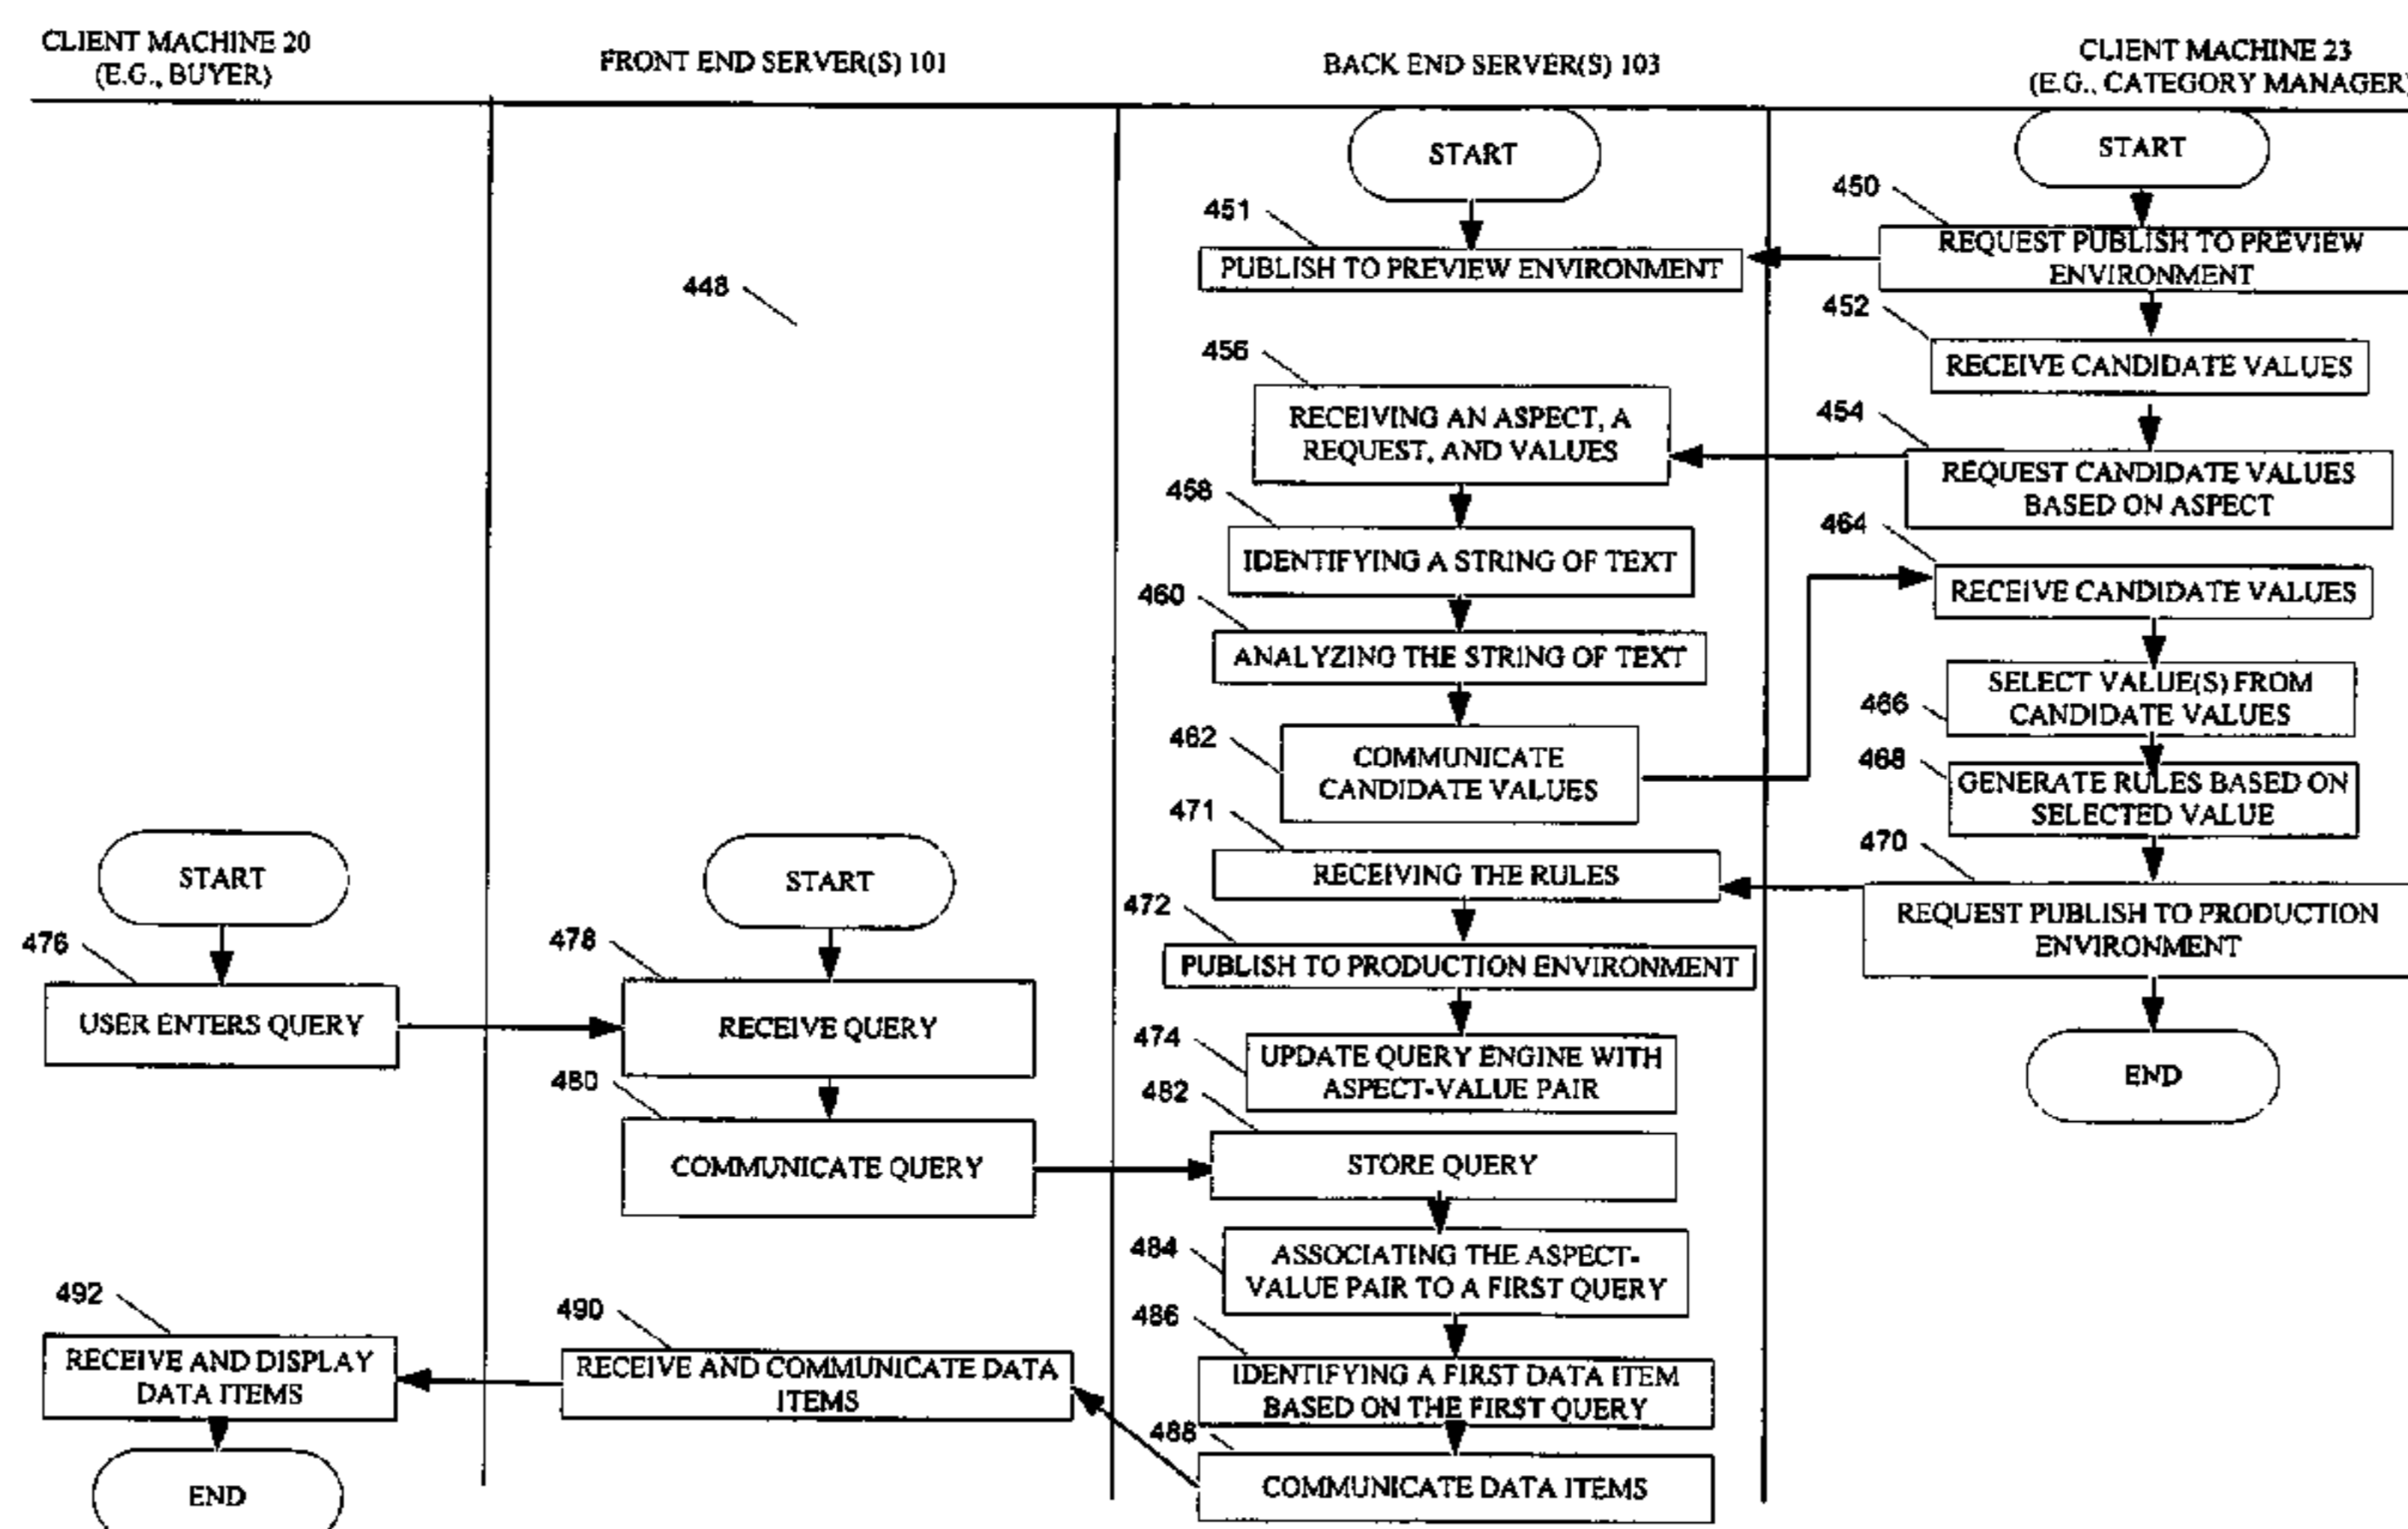 CLIENT MACHINE 20
(E.G., BUYER)
FRONT END SERVER(S) 101
BACK END SERVER(S) 103
CLIENT MACHINE 23
(E.G., CATEGORY MANAGER)
448
START
451
PUBLISH TO PREVIEW ENVIRONMENT
456
RECEIVING AN ASPECT, A
REQUEST, AND VALUES
458
IDENTIFYING A STRING OF TEXT
460
ANALYZING THE STRING OF TEXT
462
COMMUNICATE
CANDIDATE VALUES
471
RECEIVING THE RULES
472
PUBLISH TO PRODUCTION ENVIRONMENT
474
UPDATE QUERY ENGINE WITH
ASPECT-VALUE PAIR
START
450
REQUEST PUBLISH TO PREVIEW
ENVIRONMENT
452
RECEIVE CANDIDATE VALUES
454
REQUEST CANDIDATE VALUES
BASED ON ASPECT
464
RECEIVE CANDIDATE VALUES
466
SELECT VALUE(S) FROM
CANDIDATE VALUES
468
GENERATE RULES BASED ON
SELECTED VALUE
470
REQUEST PUBLISH TO PRODUCTION
ENVIRONMENT
END
START
476
USER ENTERS QUERY
START
478
RECEIVE QUERY
480
COMMUNICATE QUERY
482
STORE QUERY
484
ASSOCIATING THE ASPECT-
VALUE PAIR TO A FIRST QUERY
486
IDENTIFYING A FIRST DATA ITEM
BASED ON THE FIRST QUERY
488
COMMUNICATE DATA ITEMS
490
RECEIVE AND COMMUNICATE DATA
ITEMS
492
RECEIVE AND DISPLAY
DATA ITEMS
END